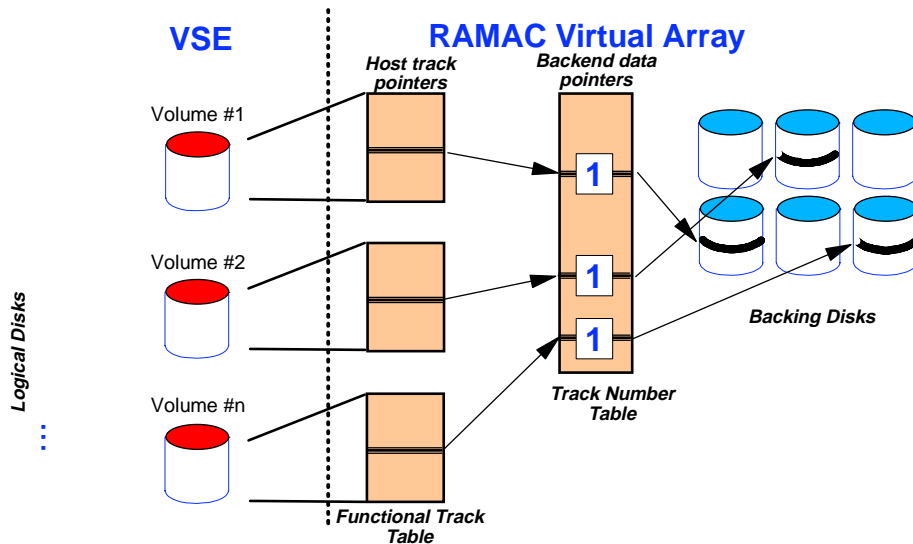 VSE
RAMAC Virtual Array
Host track
pointers
Backend data
pointers
Volume #1
1
Volume #2
1
1
Backing Disks
Logical Disks
...
Track Number
Table
Volume #n
Functional Track
Table